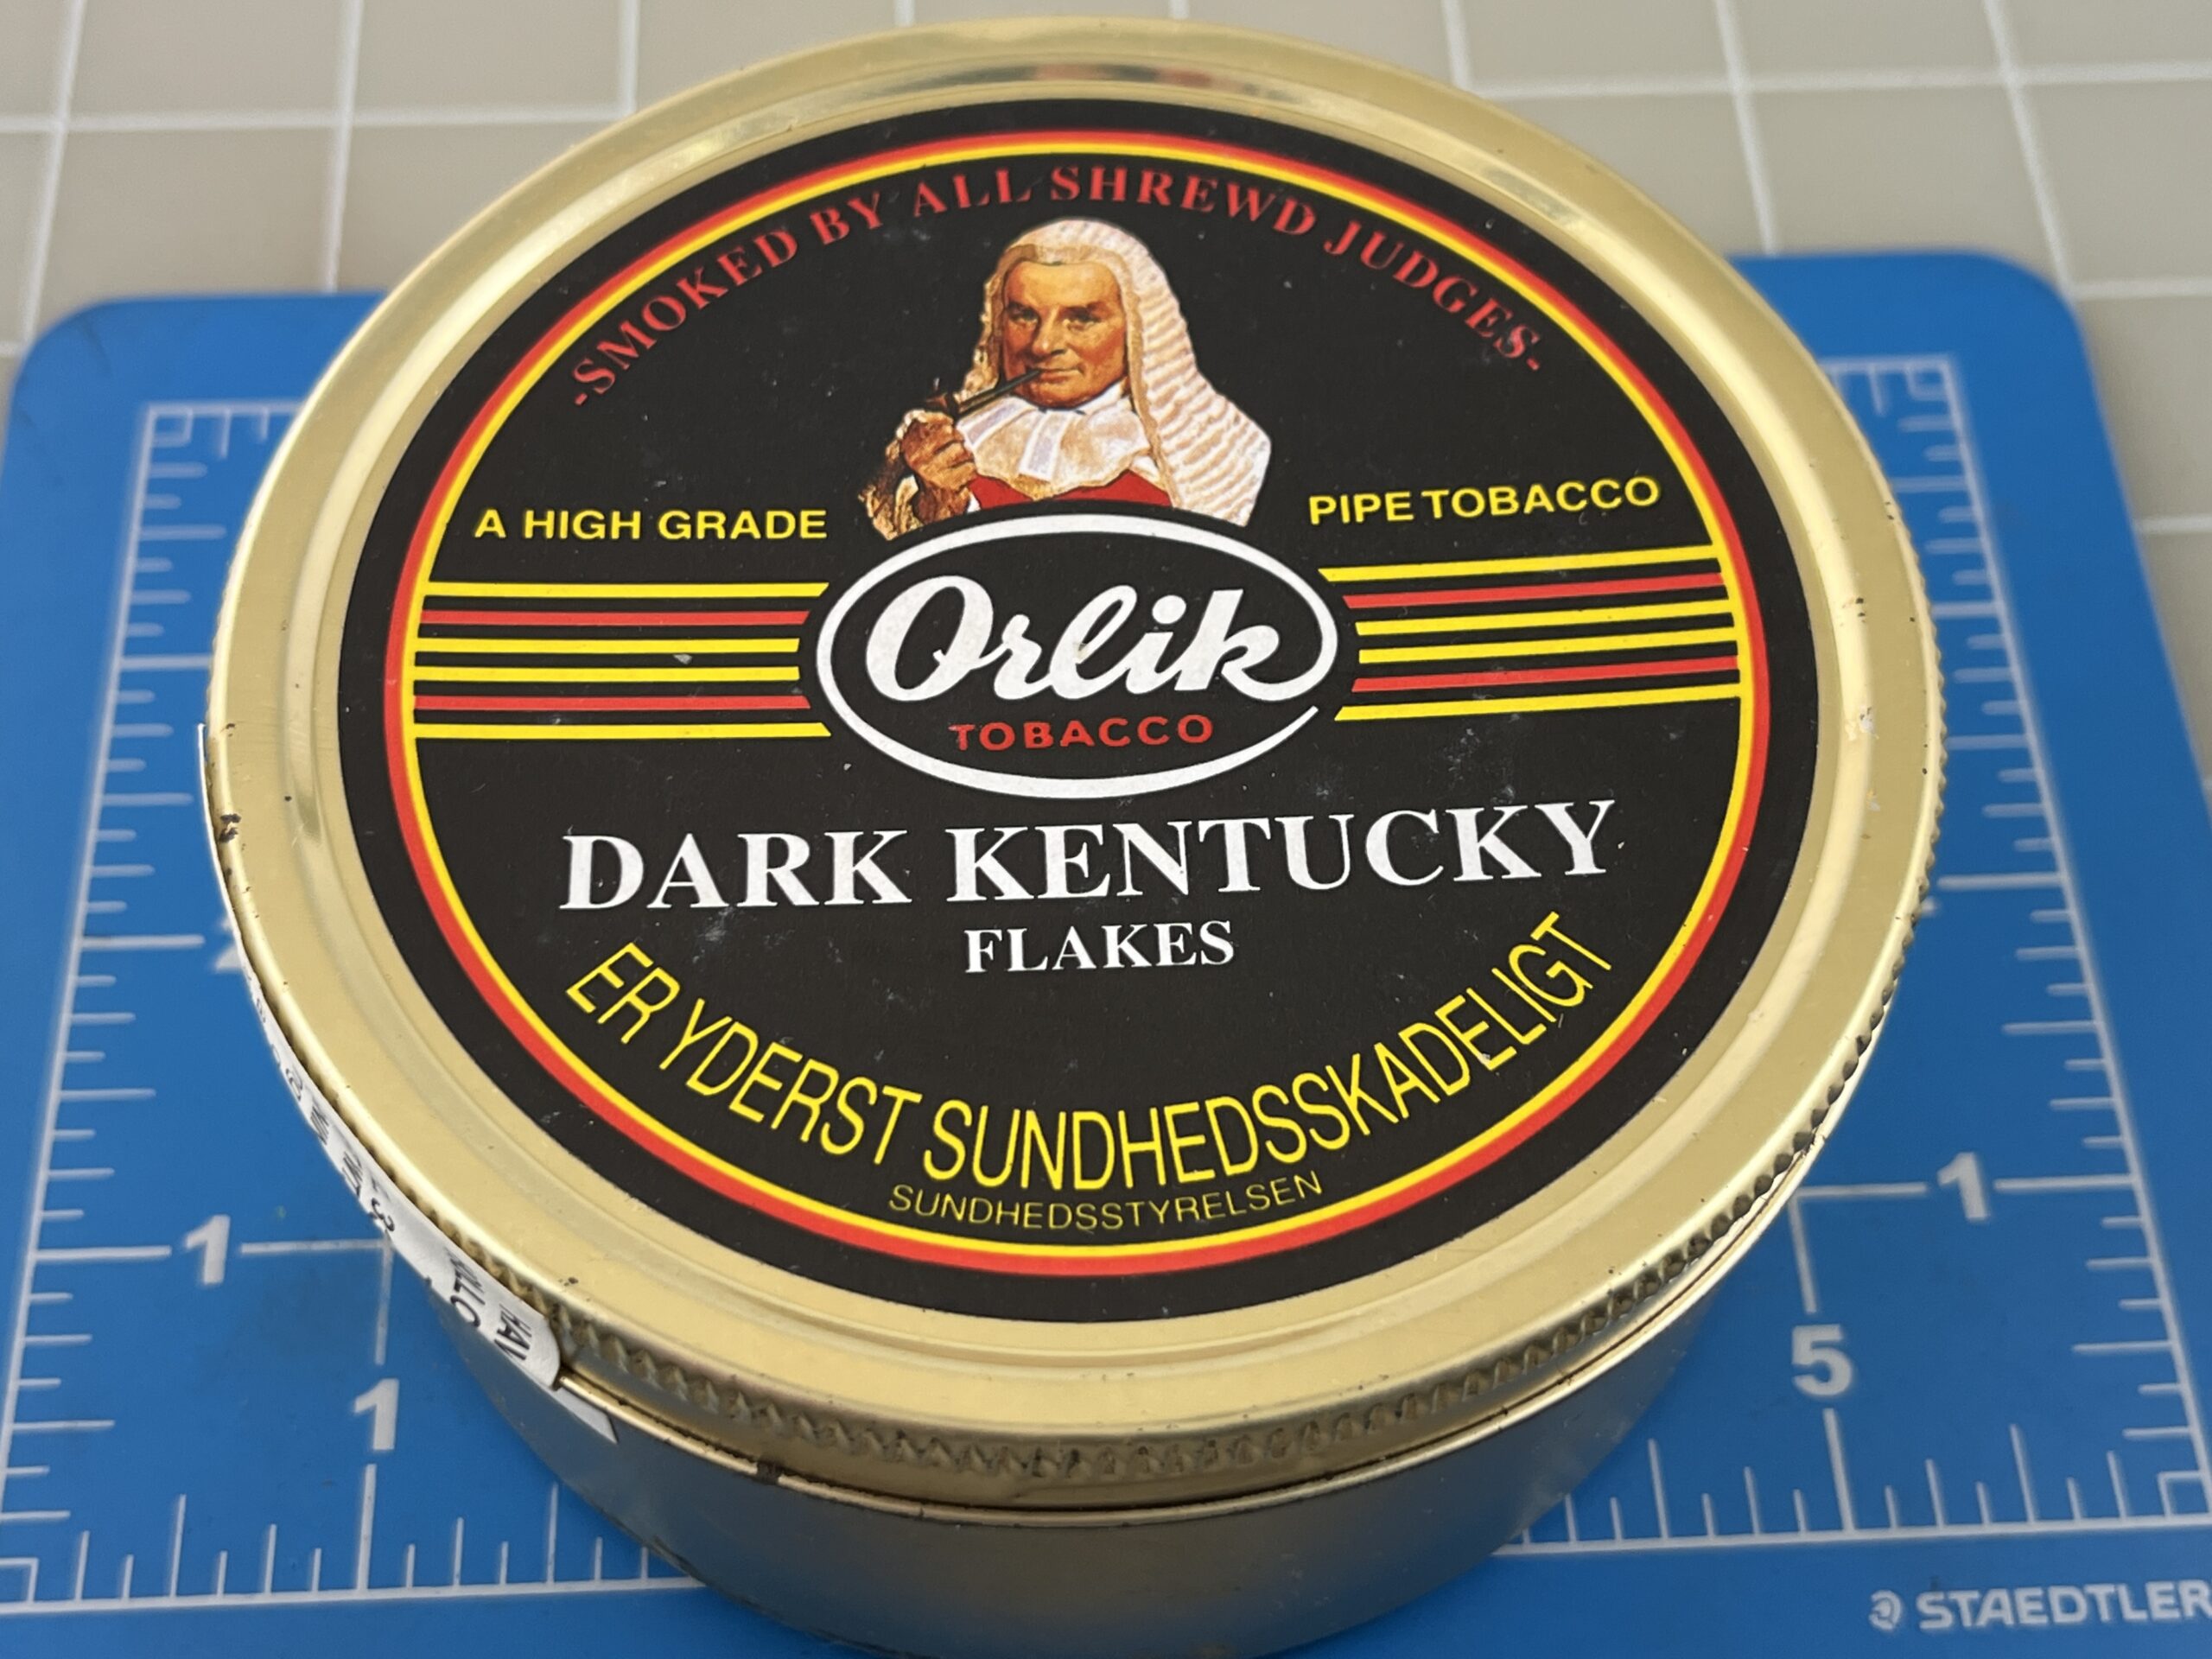 -SMOKED BY ALL SHREWD JUDGES-
A HIGH GRADE
PIPE TOBACCO
Orlik
TOBACCO
DARK KENTUCKY
FLAKES
ER YDERST SUNDHEDSSKADELIGT
SUNDHEDSSTYRELSEN
1
1
1
5
STAEDTLER